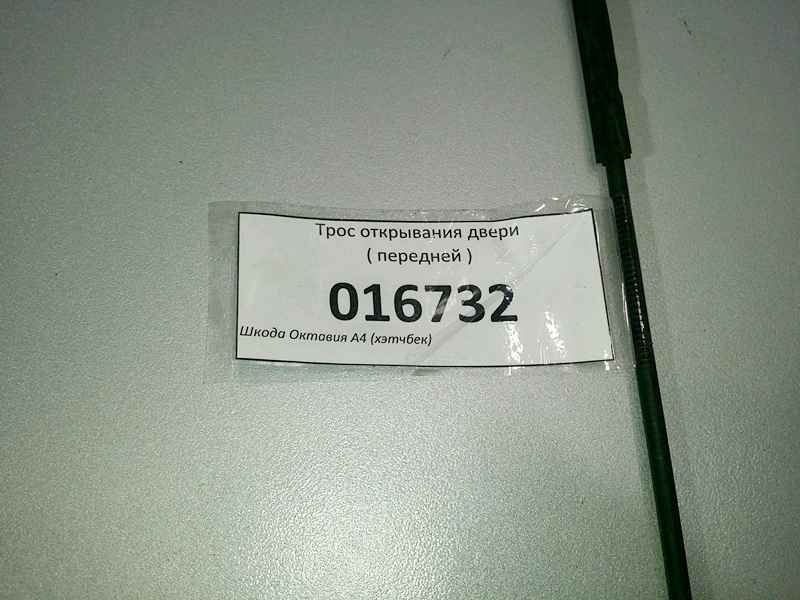 Трос открывания двери
( передней )
016732
Шкода Октавия А4 (хэтчбек)